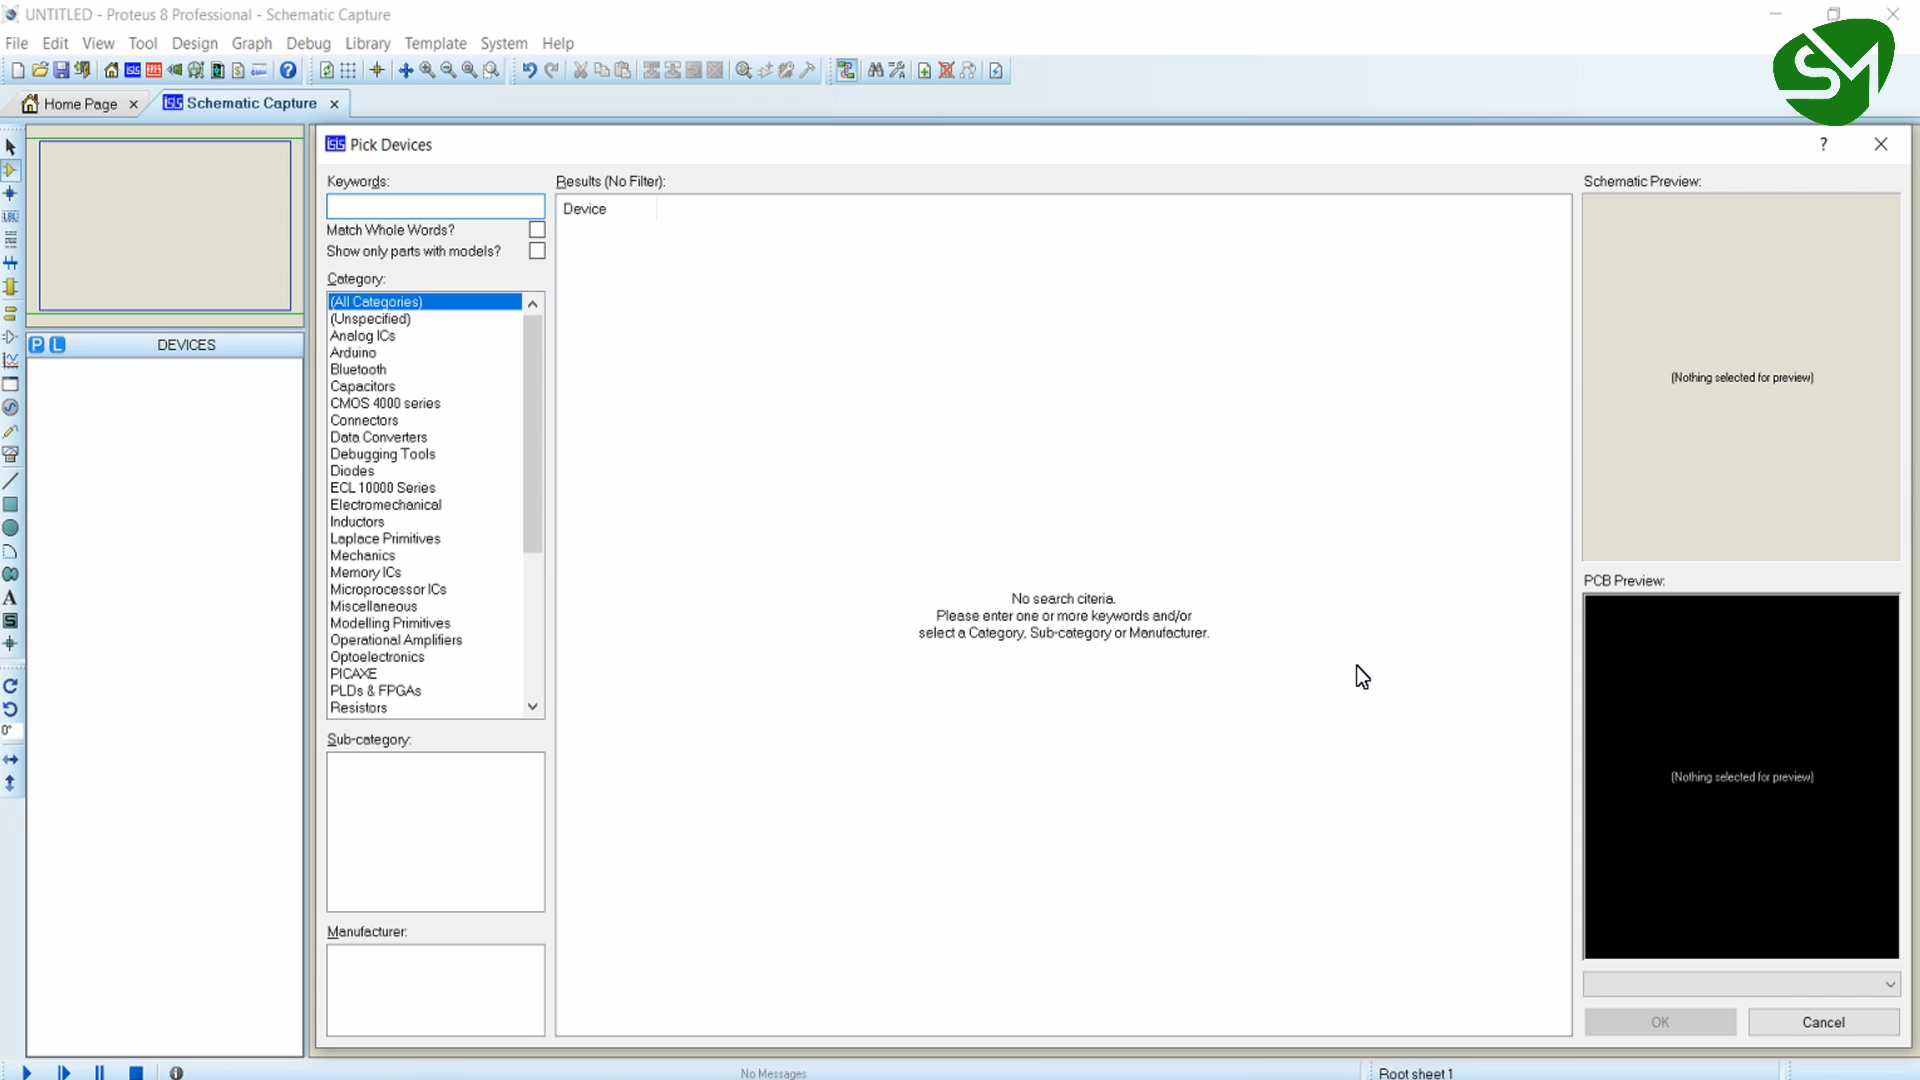 UNTITLED - Proteus 8 Professional - Schematic Capture
File Edit View Tool Design Graph Debug Library Template System Help
SM
Home Page
Schematic Capture
Pick Devices
Keywords:
Match Whole Words?
Show only parts with models?
Category:
(All Categories)
(Unspecified)
Analog ICs
Arduino
Bluetooth
Capacitors
CMOS 4000 series
Connectors
Data Converters
Debugging Tools
Diodes
ECL 10000 Series
Electromechanical
Inductors
Laplace Primitives
Mechanics
Memory ICs
Microprocessor ICs
Miscellaneous
Modelling Primitives
Operational Amplifiers
Optoelectronics
PICAXE
PLDs & FPGAs
Resistors
Sub-category:
Manufacturer:
Results (No Filter):
Device
No search citeria.
Please enter one or more keywords and/or
select a Category, Sub-category or Manufacturer.
Schematic Preview:
(Nothing selected for preview)
PCB Preview:
(Nothing selected for preview)
OK
Cancel
P L DEVICES
LBL
A
0°
No Messages
Root sheet 1